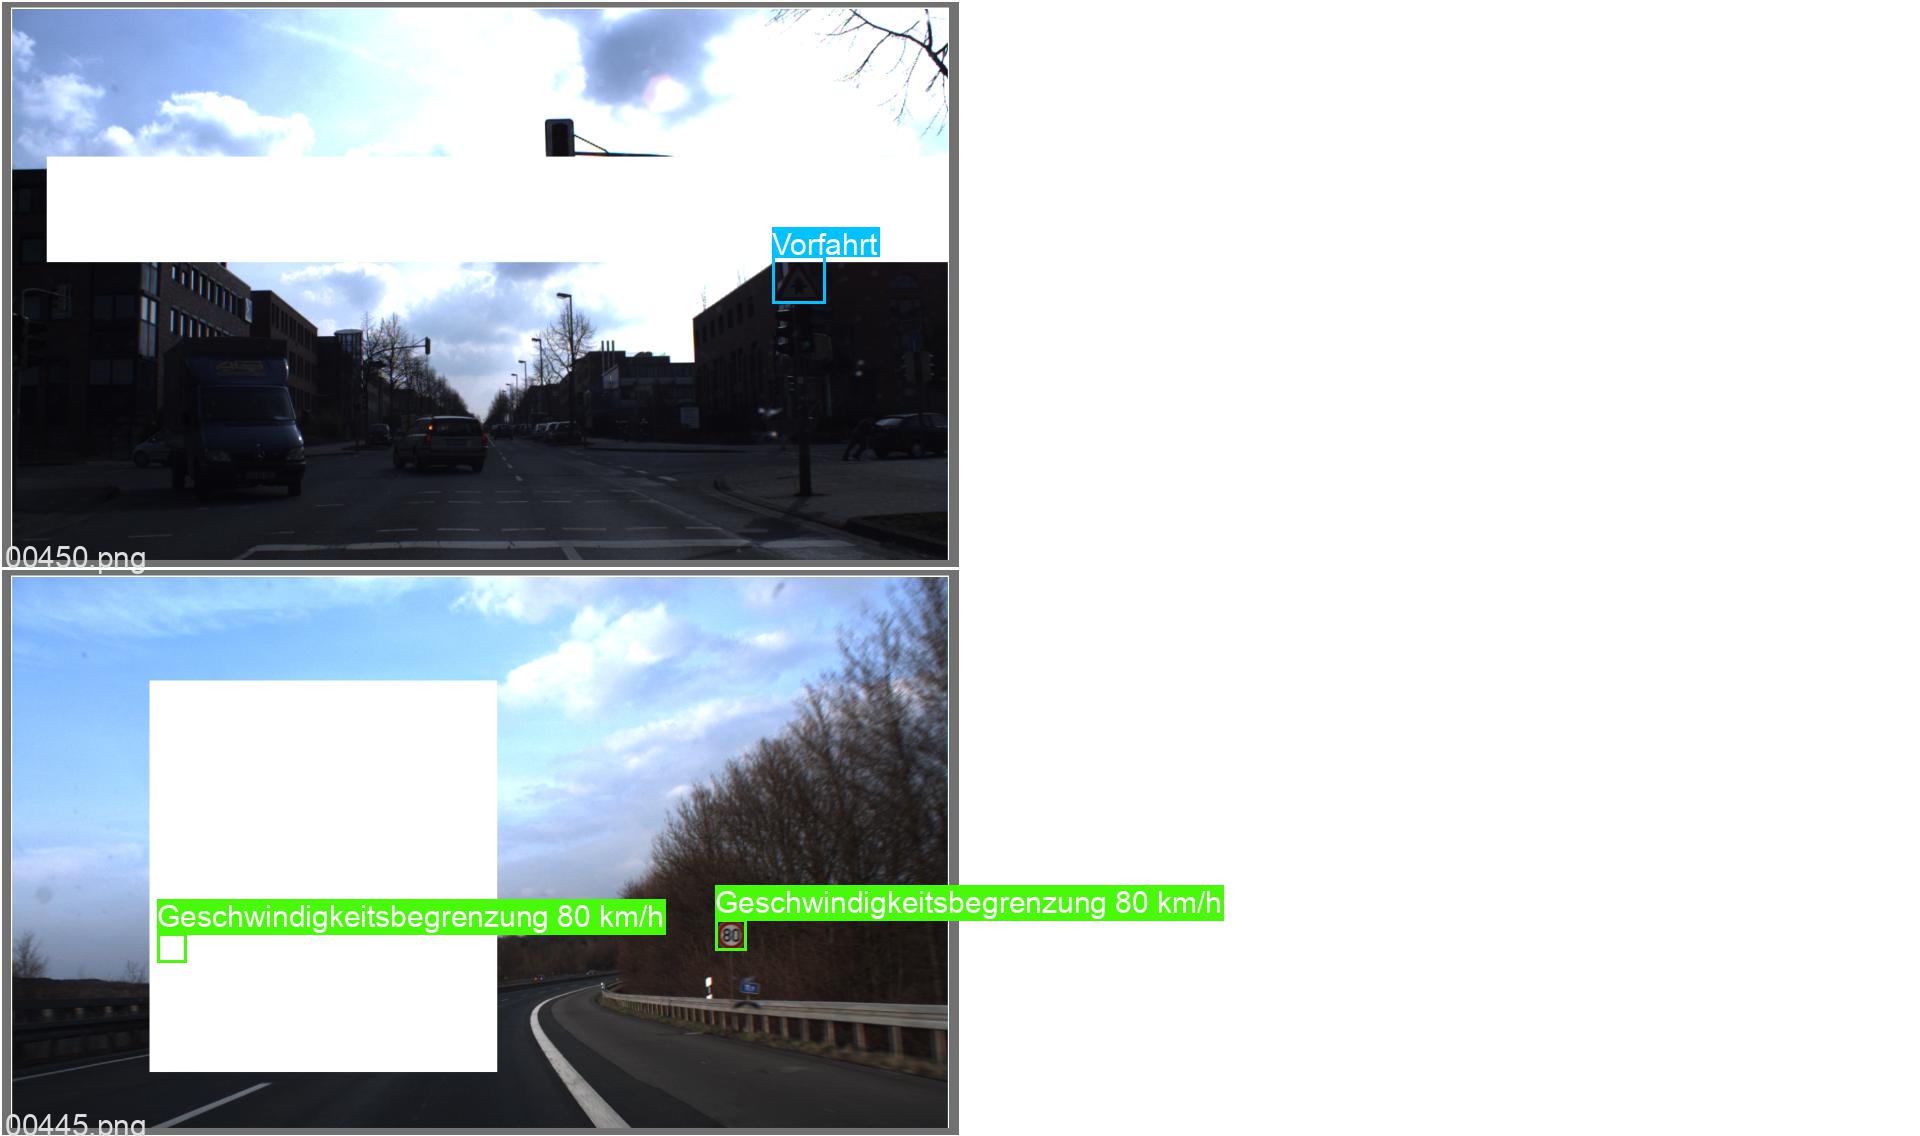 Vorfahrt
00450.png
Geschwindigkeitsbegrenzung 80 km/h
Geschwindigkeitsbegrenzung 80 km/h
80
00445.png